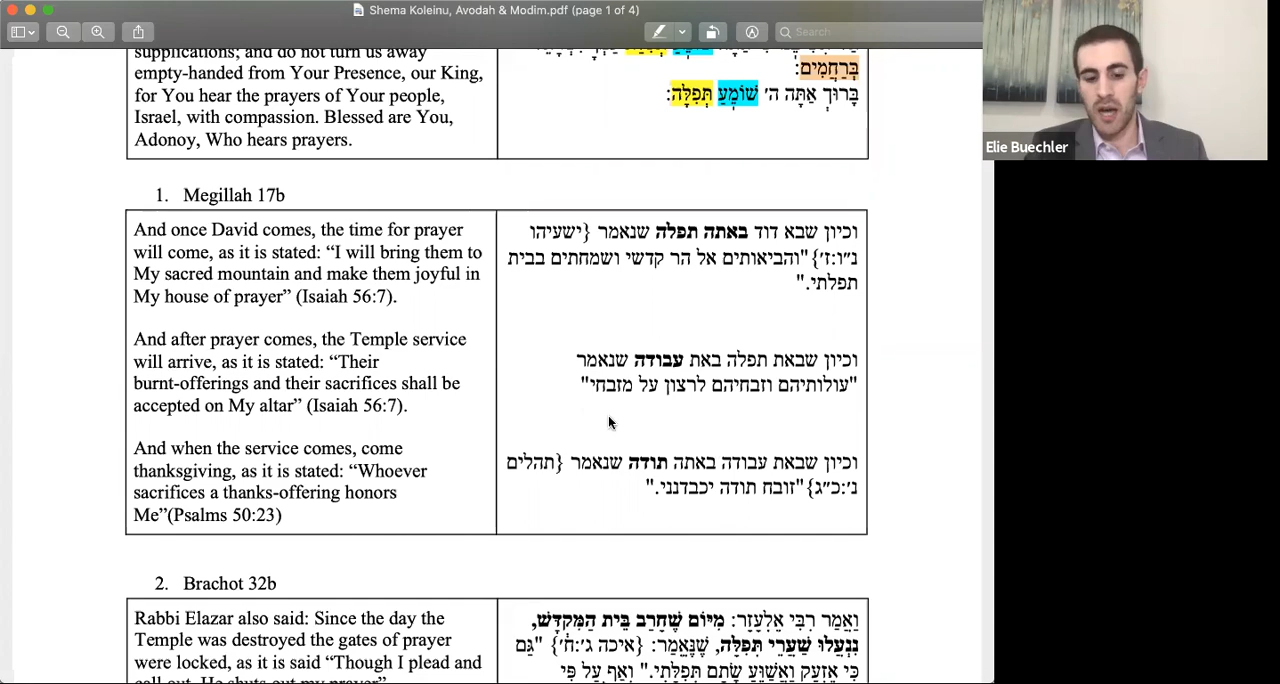 Shema Koleinu, Avodah & Modim.pdf (page 1 of 4)
Search
supplications; and do not turn us away
empty-handed from Your Presence, our King,
for You hear the prayers of Your people,
Israel, with compassion. Blessed are You,
Adonoy, Who hears prayers.
בְּרַחֲמִים:
בָּרוּךְ אַתָּה ה׳ שׁוֹמֵעַ תְּפִלָּה:
Elie Buechler
1. Megillah 17b
And once David comes, the time for prayer
will come, as it is stated: “I will bring them to
My sacred mountain and make them joyful in
My house of prayer” (Isaiah 56:7).
And after prayer comes, the Temple service
will arrive, as it is stated: “Their
burnt-offerings and their sacrifices shall be
accepted on My altar” (Isaiah 56:7).
And when the service comes, come
thanksgiving, as it is stated: “Whoever
sacrifices a thanks-offering honors
Me”(Psalms 50:23)
וכיון שבא דוד באתה תפלה שנאמר {ישעיהו
נ״ו:ז׳}"והביאותים אל הר קדשי ושמחתים בבית
תפלתי."
וכיון שבאת תפלה באת עבודה שנאמר
"עולותיהם וזבחיהם לרצון על מזבחי"
וכיון שבאת עבודה באתה תודה שנאמר {תהלים
נ׳:כ״ג}"זובח תודה יכבדנני."
2. Brachot 32b
Rabbi Elazar also said: Since the day the
Temple was destroyed the gates of prayer
were locked, as it is said “Though I plead and
call out, He shuts out my prayer”
וַאֲמַר רִבִּי אֶלְעָזָר: מִיּוֹם שֶׁחָרַב בֵּית הַמִּקְדָּשׁ,
נִנְעֲלוּ שַׁעֲרֵי תְּפִלָּה, שֶׁנֶּאֱמַר: {איכה ג׳:ח׳} "גַּם
כִּי אֶזְעַק וַאֲשַׁוֵּעַ שָׂתַם תְּפִלָּתִי." וְאַף עַל פִּי